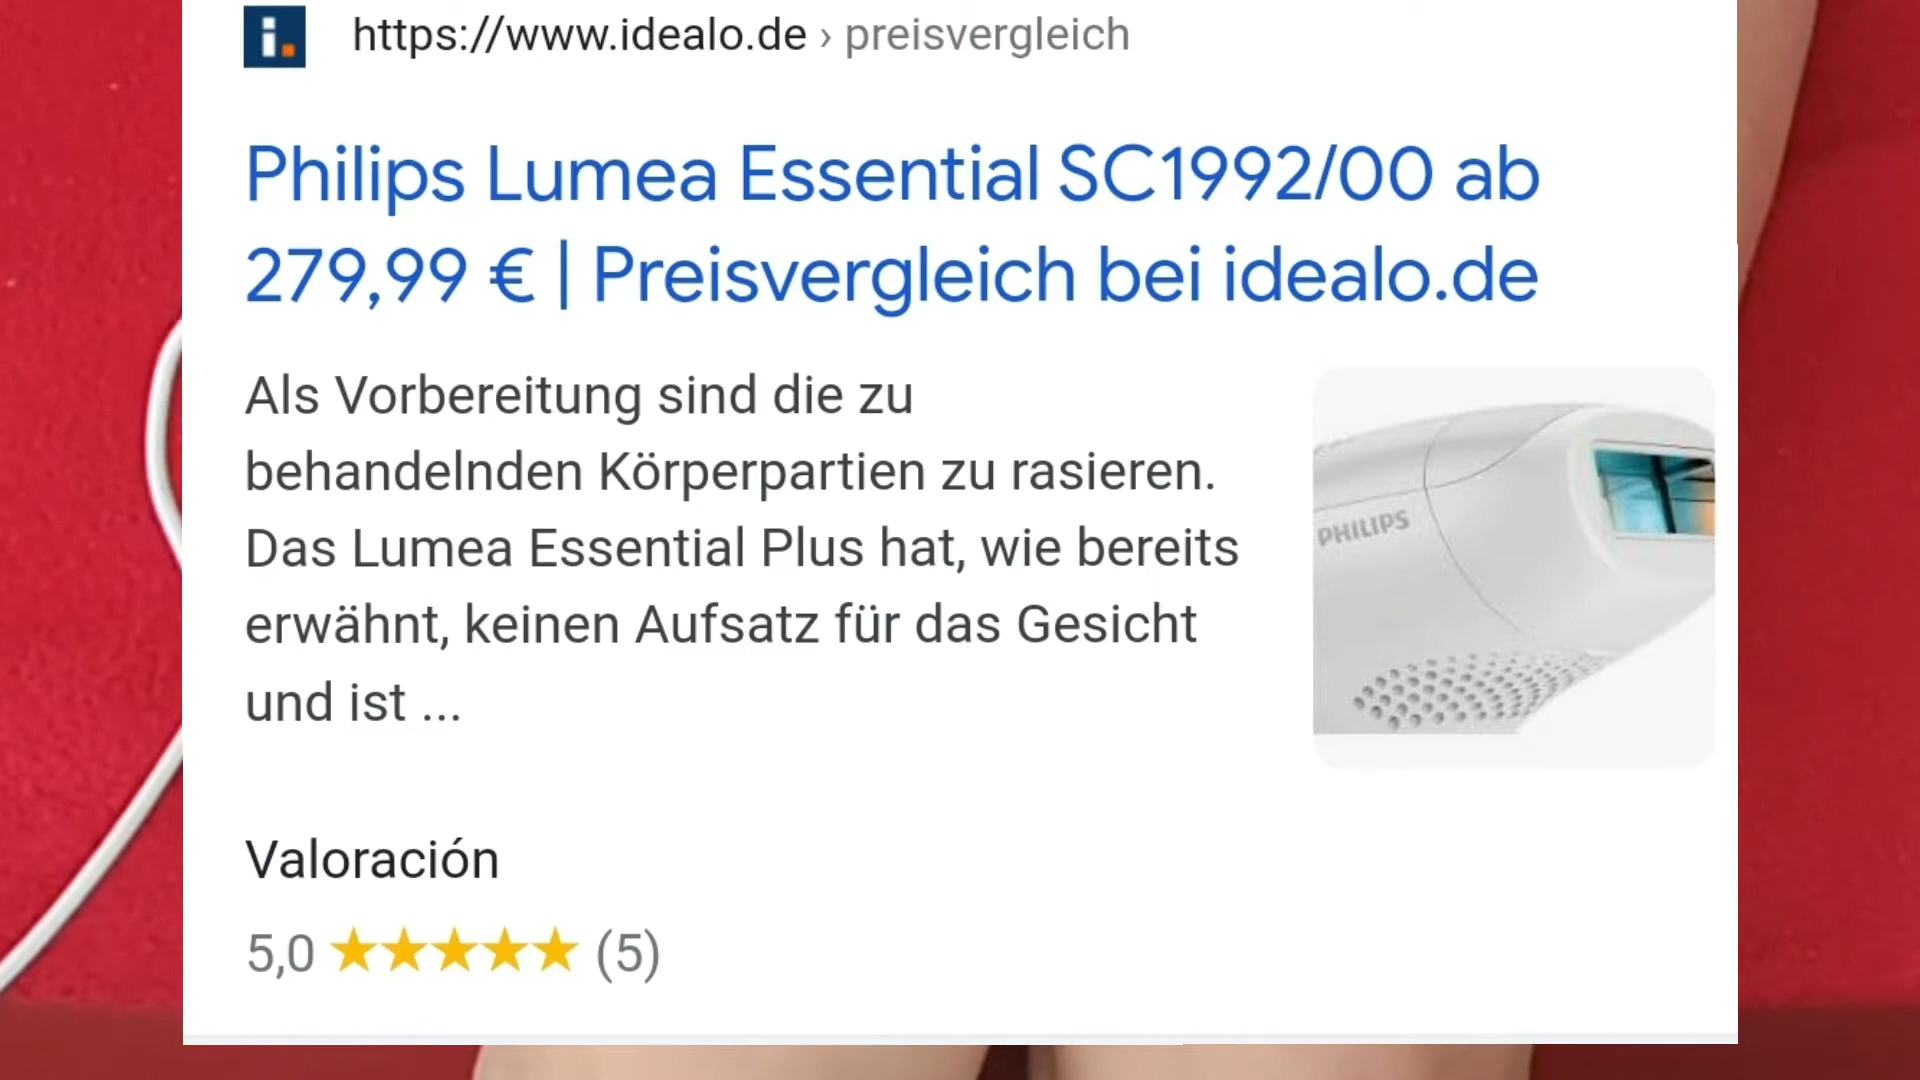 https://www.idealo.de › preisvergleich
Philips Lumea Essential SC1992/00 ab
279,99 € | Preisvergleich bei idealo.de
Als Vorbereitung sind die zu
behandelnden Körperpartien zu rasieren.
Das Lumea Essential Plus hat, wie bereits
erwähnt, keinen Aufsatz für das Gesicht
und ist ...
PHILIPS
Valoración
5,0 ★★★★★ (5)